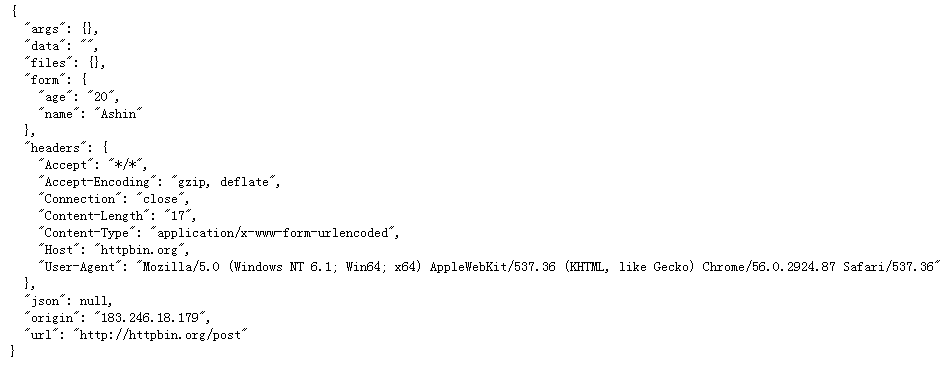 {
  "args": {},
  "data": "",
  "files": {},
  "form": {
    "age": "20",
    "name": "Ashin"
  },
  "headers": {
    "Accept": "*/*",
    "Accept-Encoding": "gzip, deflate",
    "Connection": "close",
    "Content-Length": "17",
    "Content-Type": "application/x-www-form-urlencoded",
    "Host": "httpbin.org",
    "User-Agent": "Mozilla/5.0 (Windows NT 6.1; Win64; x64) AppleWebKit/537.36 (KHTML, like Gecko) Chrome/56.0.2924.87 Safari/537.36"
  },
  "json": null,
  "origin": "183.246.18.179",
  "url": "http://httpbin.org/post"
}